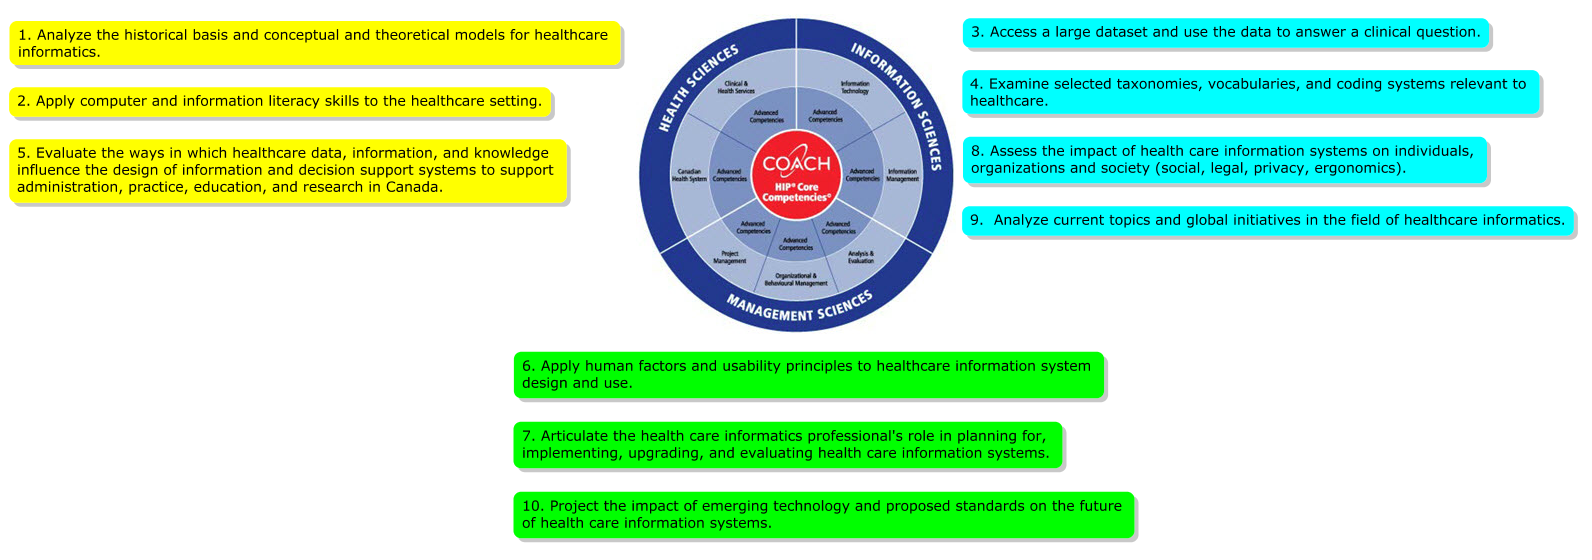 1. Analyze the historical basis and conceptual and theoretical models for healthcare
informatics.
2. Apply computer and information literacy skills to the healthcare setting.
5. Evaluate the ways in which healthcare data, information, and knowledge
influence the design of information and decision support systems to support
administration, practice, education, and research in Canada.
HEALTH SCIENCES
INFORMATION SCIENCES
MANAGEMENT SCIENCES
Clinical &
Health Services
Information
Technology
Advanced
Competencies
Advanced
Competencies
Canadian
Health System
Advanced
Competencies
COACH
HIP® Core
Competencies©
Advanced
Competencies
Information
Management
Advanced
Competencies
Advanced
Competencies
Advanced
Competencies
Project
Management
Organizational &
Behavioural Management
Analysis &
Evaluation
3. Access a large dataset and use the data to answer a clinical question.
4. Examine selected taxonomies, vocabularies, and coding systems relevant to
healthcare.
8. Assess the impact of health care information systems on individuals,
organizations and society (social, legal, privacy, ergonomics).
9. Analyze current topics and global initiatives in the field of healthcare informatics.
6. Apply human factors and usability principles to healthcare information system
design and use.
7. Articulate the health care informatics professional's role in planning for,
implementing, upgrading, and evaluating health care information systems.
10. Project the impact of emerging technology and proposed standards on the future
of health care information systems.